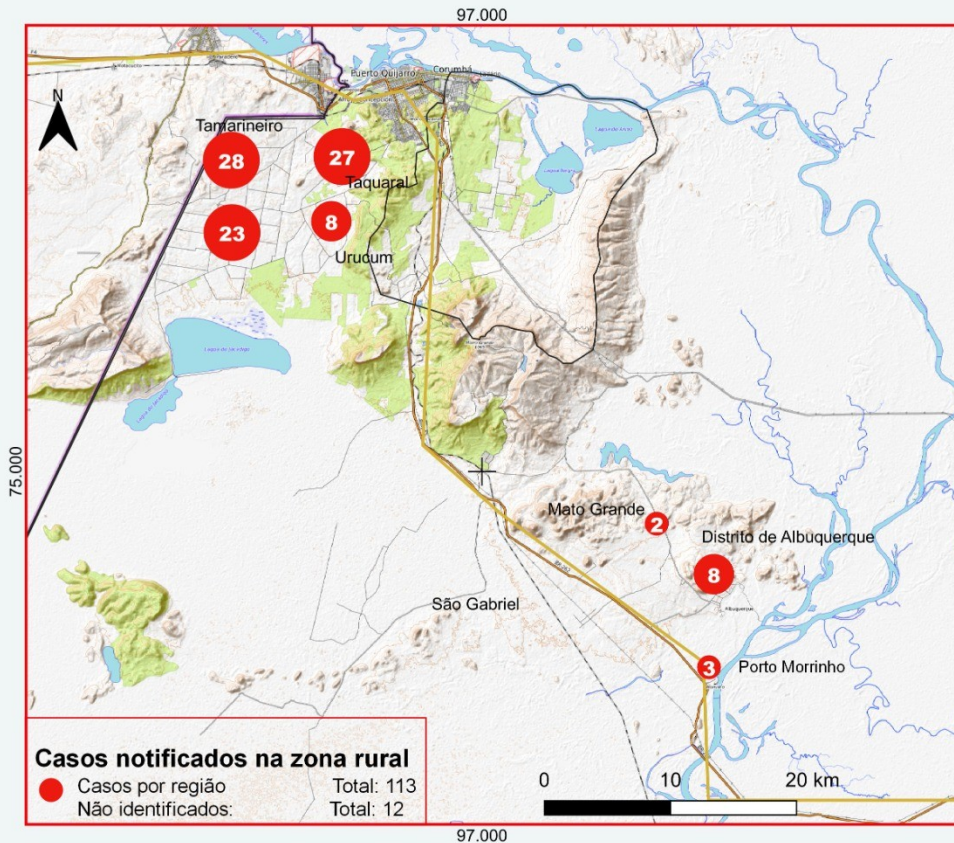 97.000
Puerto Quijarro
Corumbá
N
Tamarineiro
28
27
Taquaral
23
8
Urucum
75.000
Mato Grande
2
Distrito de Albuquerque
8
Albuquerque
São Gabriel
3
Porto Morrinho
Casos notificados na zona rural
Casos por região Total: 113
Não identificados: Total: 12
0 10 20 km
97.000